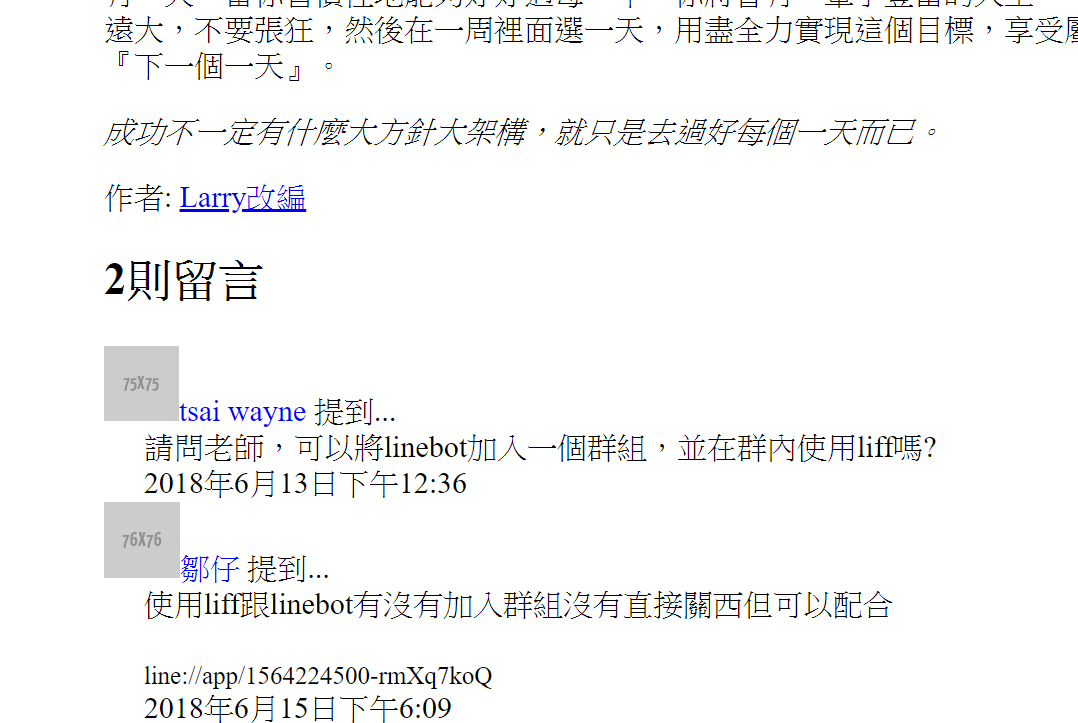 遠大，不要張狂，然後在一周裡面選一天，用盡全力實現這個目標，享受
『下一個一天』。
成功不一定有什麼大方針大架構，就只是去過好每個一天而已。
作者: Larry改編
2則留言
75X75
tsai wayne 提到...
請問老師，可以將linebot加入一個群組，並在群內使用liff嗎?
2018年6月13日下午12:36
76X76
鄒仔 提到...
使用liff跟linebot有沒有加入群組沒有直接關西但可以配合
line://app/1564224500-rmXq7koQ
2018年6月15日下午6:09